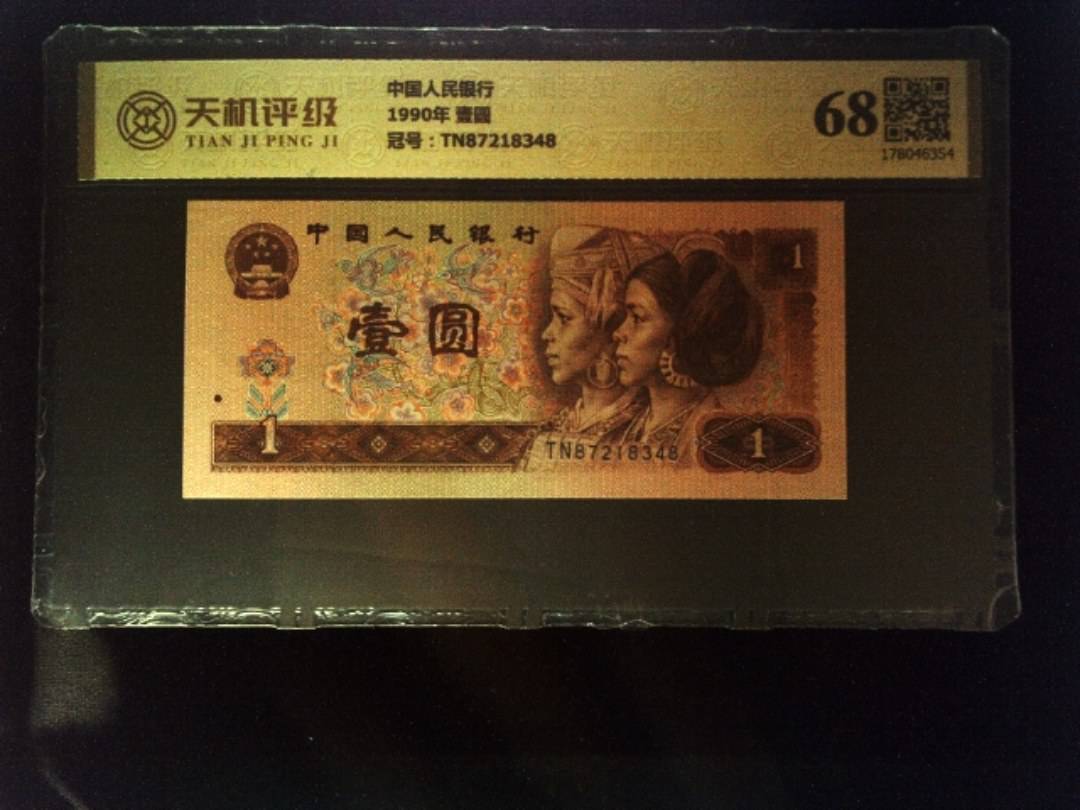 天机评级
TIAN JI PING JI
中国人民银行
1990年 壹圓
冠号：TN87218348
68
178046354
中国人民银行
1
壹圆
1
TN87218348
1